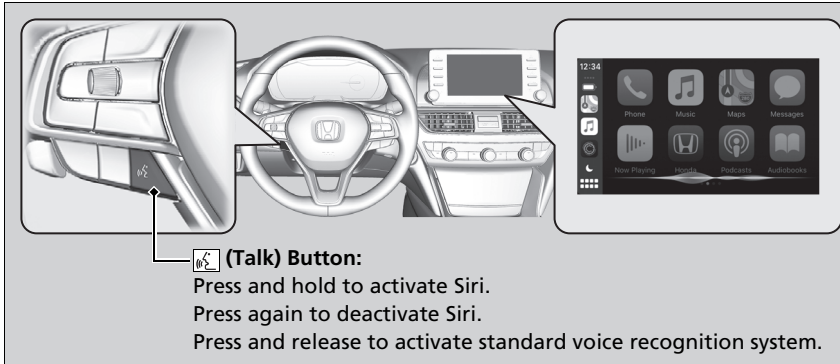 12:34
Phone
Music
Maps
Messages
Now Playing
Honda
Podcasts
Audiobooks
(Talk) Button:
Press and hold to activate Siri.
Press again to deactivate Siri.
Press and release to activate standard voice recognition system.